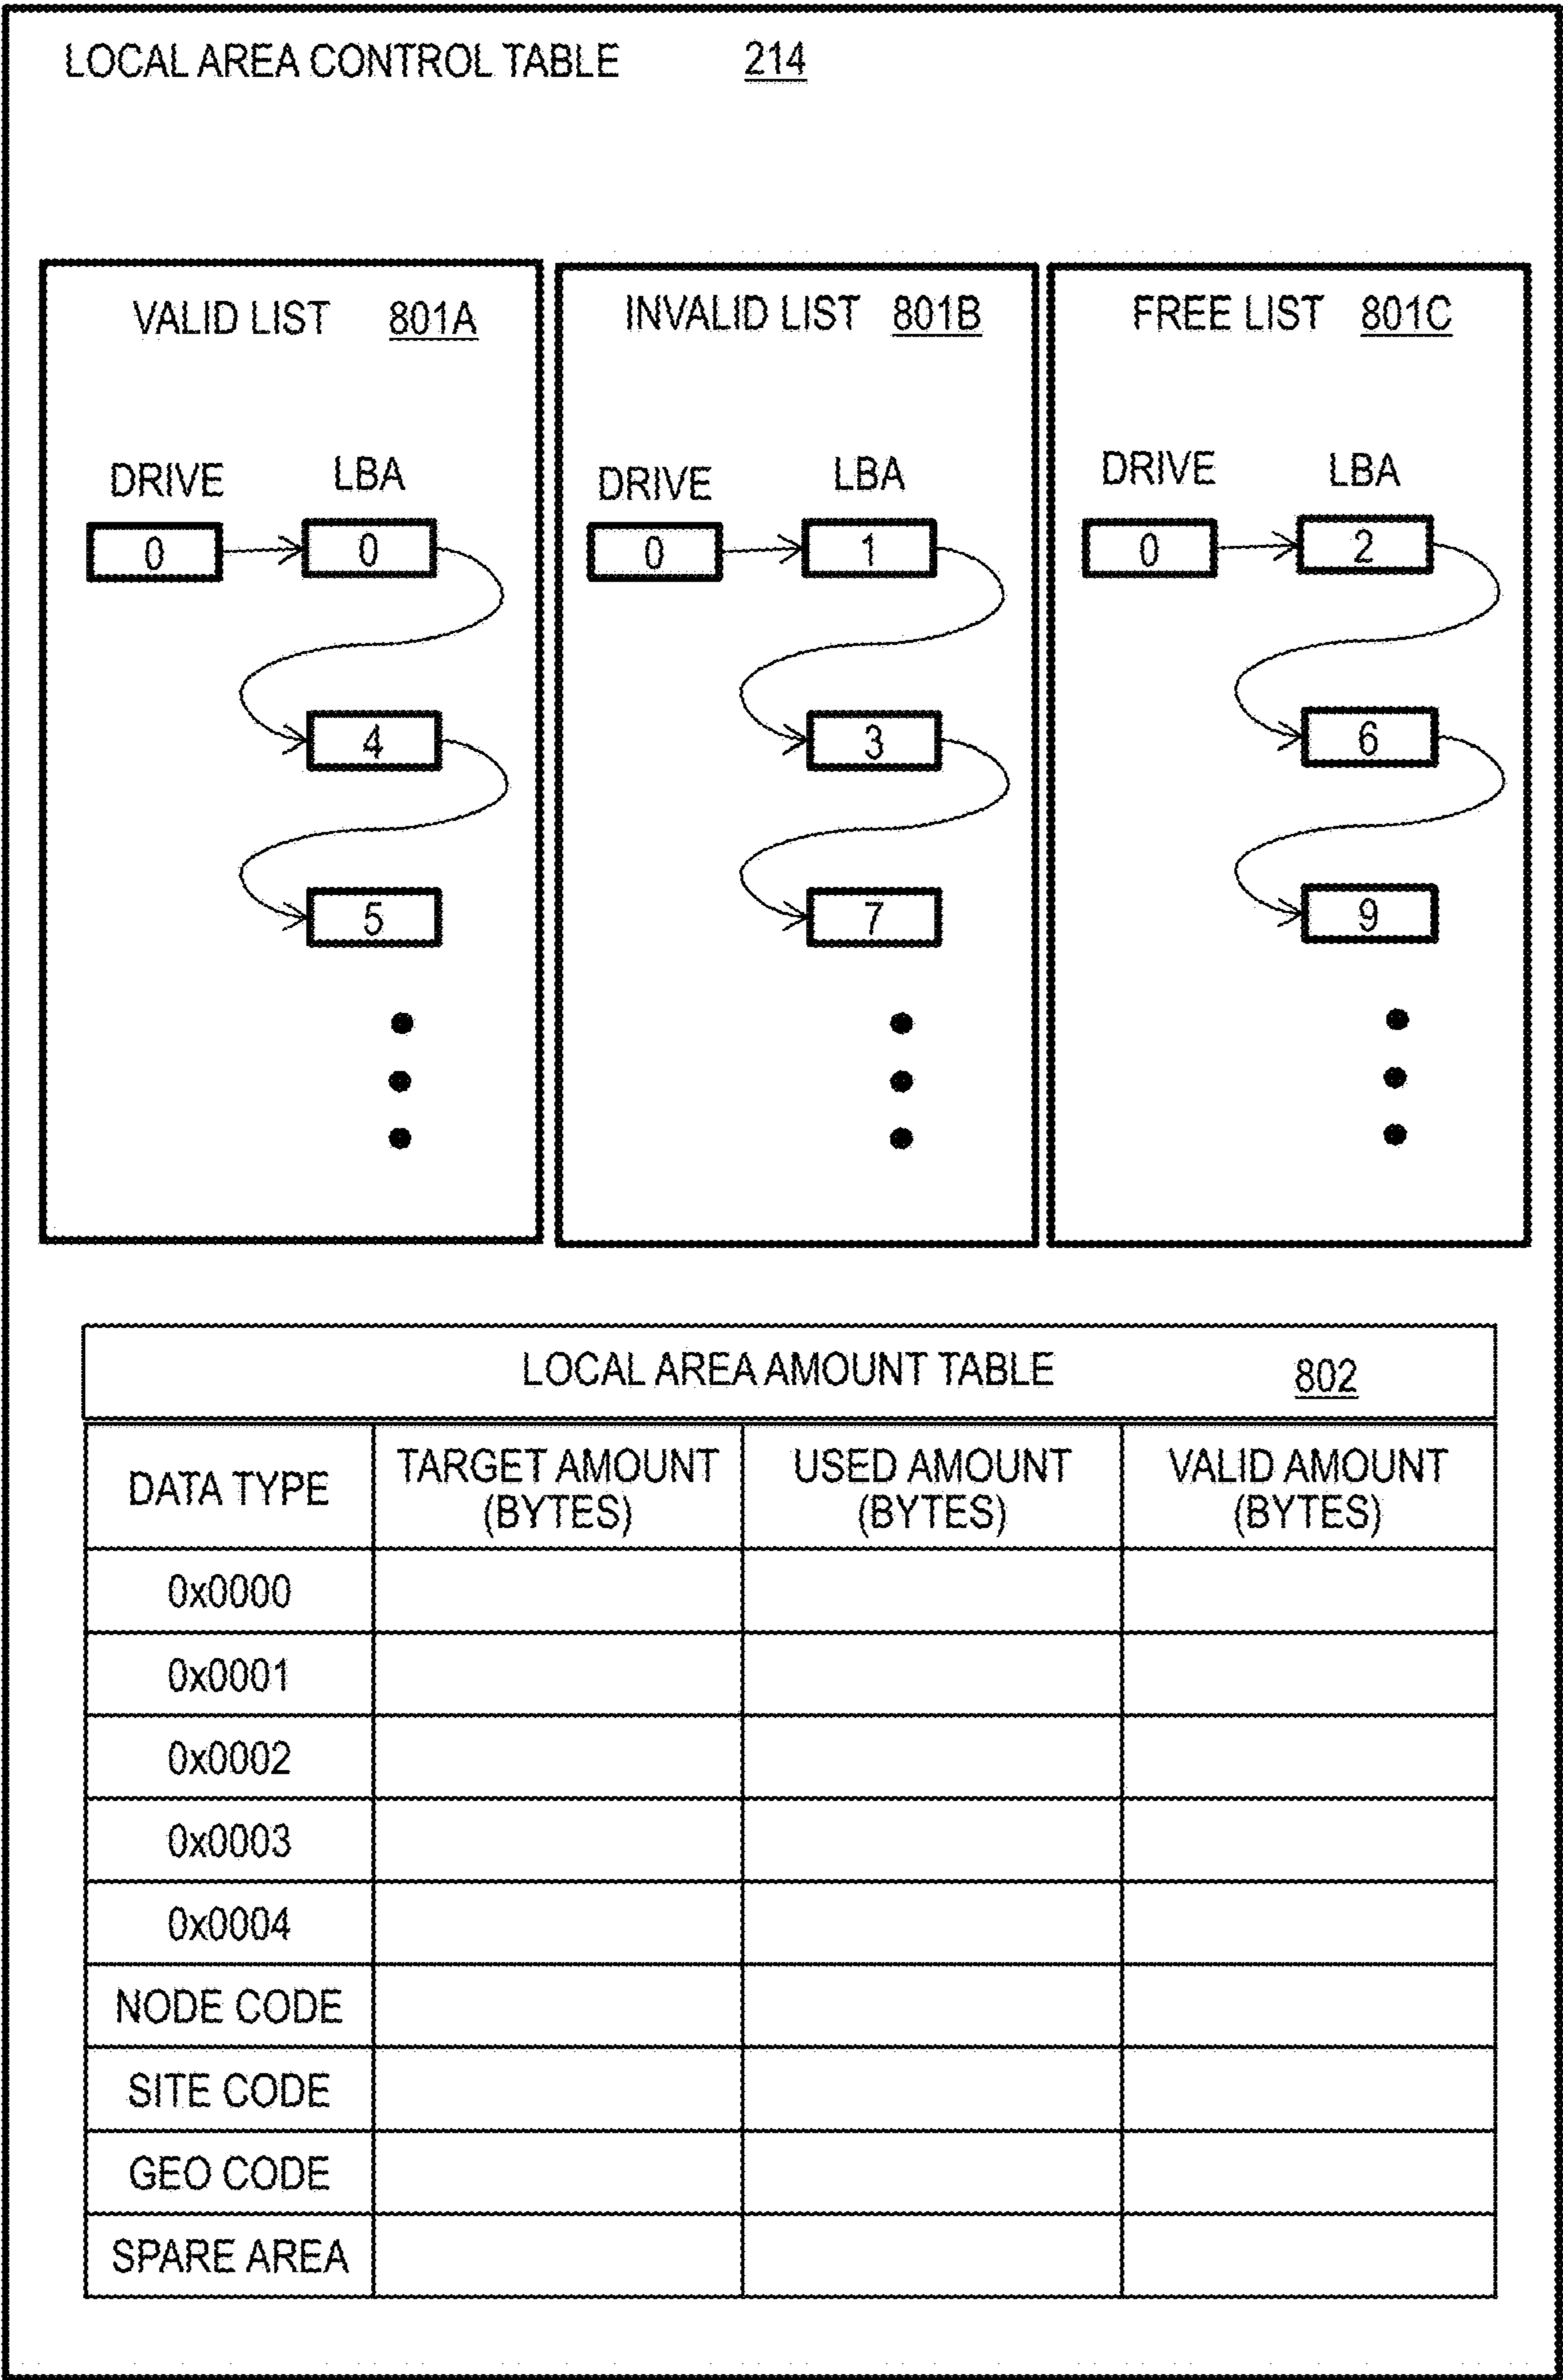 LOCAL AREA CONTROL TABLE 214
VALID LIST 801A
DRIVE LBA
0 0
4
5
INVALID LIST 801B
DRIVE LBA
0 1
3
7
FREE LIST 801C
DRIVE LBA
0 2
6
9
LOCAL AREA AMOUNT TABLE 802
DATA TYPE
TARGET AMOUNT
(BYTES)
USED AMOUNT
(BYTES)
VALID AMOUNT
(BYTES)
0x0000
0x0001
0x0002
0x0003
0x0004
NODE CODE
SITE CODE
GEO CODE
SPARE AREA